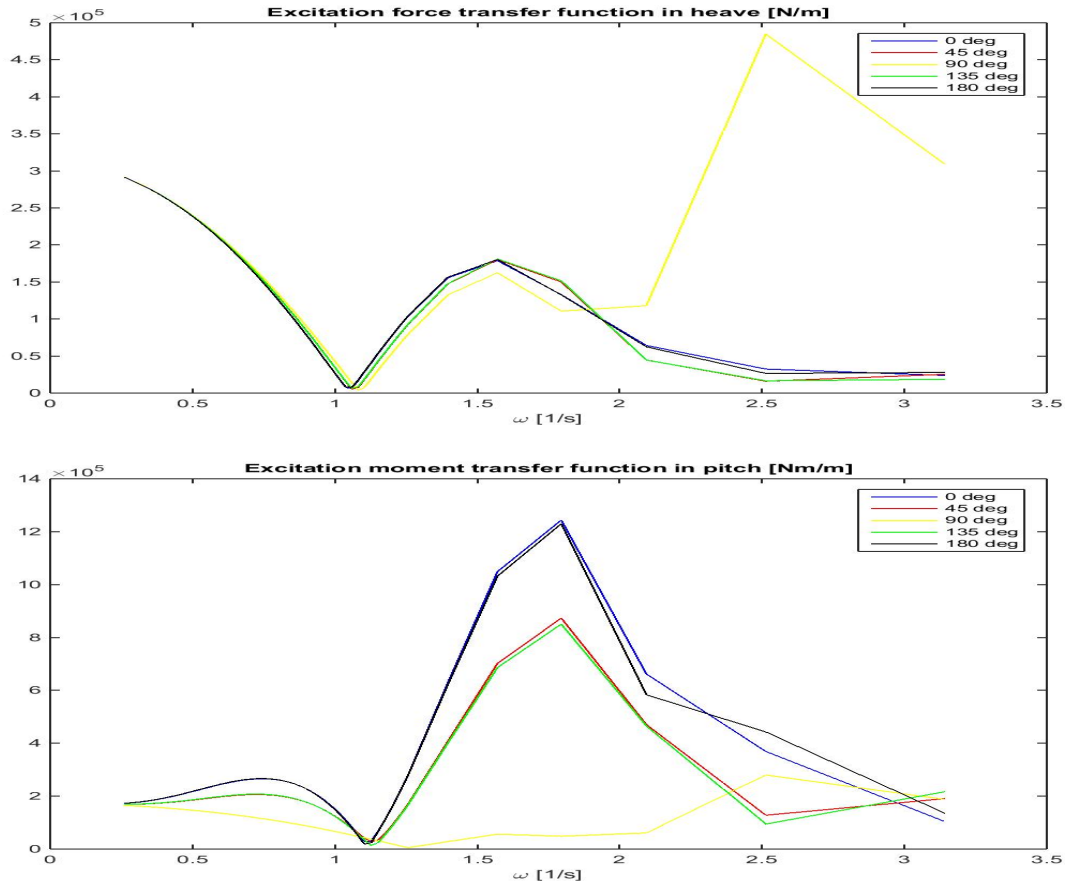 Excitation force transfer function in heave [N/m]
×10⁵
5
4.5
4
3.5
3
2.5
2
1.5
1
0.5
0
0 deg
45 deg
90 deg
135 deg
180 deg
0 0.5 1 1.5 2 2.5 3 3.5
ω [1/s]
Excitation moment transfer function in pitch [Nm/m]
×10⁵
14
12
10
8
6
4
2
0
0 deg
45 deg
90 deg
135 deg
180 deg
0 0.5 1 1.5 2 2.5 3 3.5
ω [1/s]